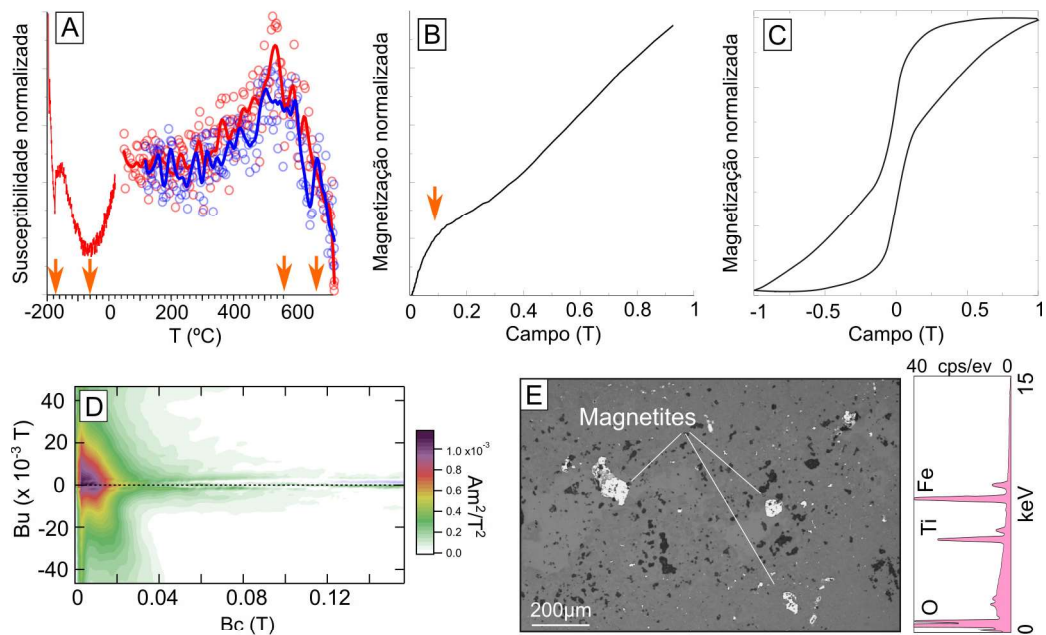 A
Susceptibilidade normalizada
-200 0 200 400 600
T (ºC)
B
Magnetização normalizada
0 0.2 0.4 0.6 0.8 1
Campo (T)
C
Magnetização normalizada
-1 -0.5 0 0.5 1
Campo (T)
D
Bu (x 10⁻³ T)
40
20
0
-20
-40
0 0.04 0.08 0.12
Bc (T)
1.0 x10⁻³
0.8
0.6
0.4
0.2
0.0
Am²/T²
E
Magnetites
200µm
40 cps/ev 0
15
keV
0
Fe
Ti
O